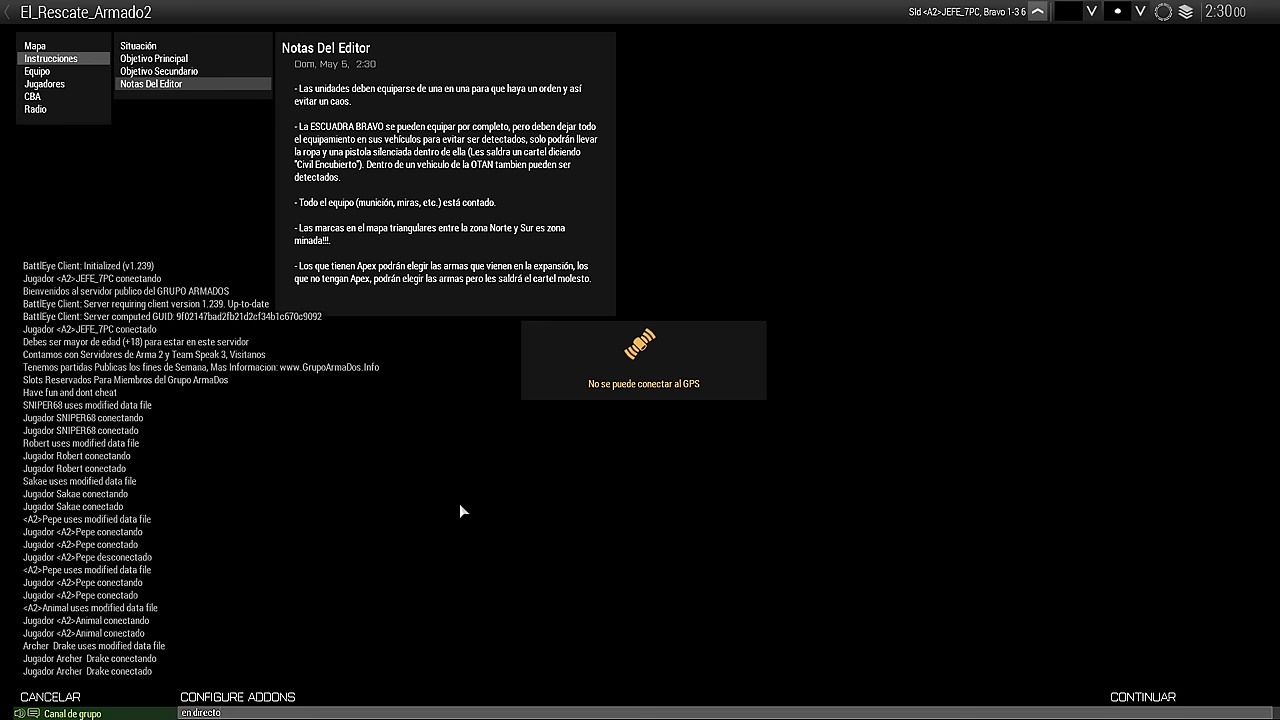 El_Rescate_Armado2
Sld <A2>JEFE_7PC, Bravo 1-3 6
2:30:00
Mapa
Instrucciones
Equipo
Jugadores
CBA
Radio
Situación
Objetivo Principal
Objetivo Secundario
Notas Del Editor
Notas Del Editor
Dom, May 5, 2:30
- Las unidades deben equiparse de una en una para que haya un orden y así
evitar un caos.
- La ESCUADRA BRAVO se pueden equipar por completo, pero deben dejar todo
el equipamiento en sus vehículos para evitar ser detectados, solo podrán llevar
la ropa y una pistola silenciada dentro de ella (Les saldra un cartel diciendo
"Civil Encubierto"). Dentro de un vehiculo de la OTAN tambien pueden ser
detectados.
- Todo el equipo (munición, miras, etc.) está contado.
- Las marcas en el mapa triangulares entre la zona Norte y Sur es zona
minada!!!.
- Los que tienen Apex podrán elegir las armas que vienen en la expansión, los
que no tengan Apex, podrán elegir las armas pero les saldrá el cartel molesto.
No se puede conectar al GPS
BattlEye Client: Initialized (v1.239)
Jugador <A2>JEFE_7PC conectando
Bienvenidos al servidor publico del GRUPO ARMADOS
BattlEye Client: Server requiring client version 1.239. Up-to-date
BattlEye Client: Server computed GUID: 9f02147bad2fb21d2cf34b1c670c9092
Jugador <A2>JEFE_7PC conectado
Debes ser mayor de edad (+18) para estar en este servidor
Contamos con Servidores de Arma 2 y Team Speak 3, Visitanos
Tenemos partidas Publicas los fines de Semana, Mas Informacion: www.GrupoArmaDos.Info
Slots Reservados Para Miembros del Grupo ArmaDos
Have fun and dont cheat
SNIPER68 uses modified data file
Jugador SNIPER68 conectando
Jugador SNIPER68 conectado
Robert uses modified data file
Jugador Robert conectando
Jugador Robert conectado
Sakae uses modified data file
Jugador Sakae conectando
Jugador Sakae conectado
<A2>Pepe uses modified data file
Jugador <A2>Pepe conectando
Jugador <A2>Pepe conectado
Jugador <A2>Pepe desconectado
<A2>Pepe uses modified data file
Jugador <A2>Pepe conectando
Jugador <A2>Pepe conectado
<A2>Animal uses modified data file
Jugador <A2>Animal conectando
Jugador <A2>Animal conectado
Archer Drake uses modified data file
Jugador Archer Drake conectando
Jugador Archer Drake conectado
CANCELAR
CONFIGURE ADDONS
CONTINUAR
Canal de grupo
en directo